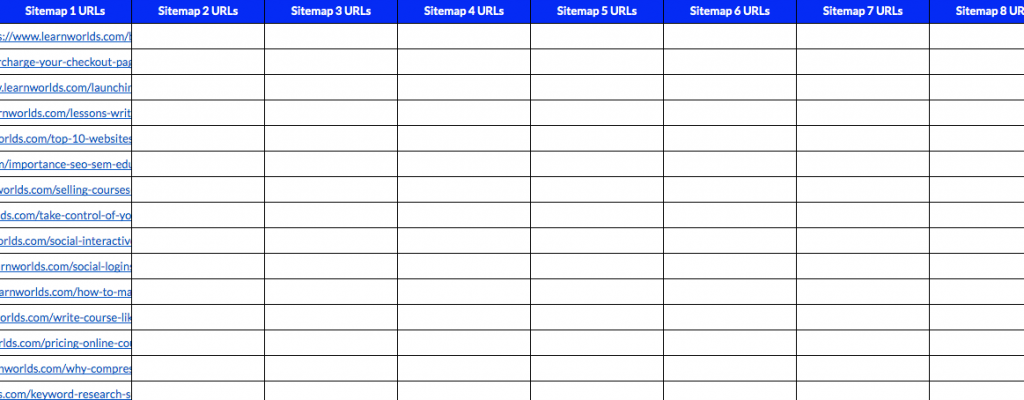 Sitemap 1 URLs Sitemap 2 URLs Sitemap 3 URLs Sitemap 4 URLs Sitemap 5 URLs Sitemap 6 URLs Sitemap 7 URLs Sitemap 8 UR
s://www.learnworlds.com/
rcharge-your-checkout-pag
.learnworlds.com/launchin
rnworlds.com/lessons-writ
orlds.com/top-10-websites
/importance-seo-sem-edu
worlds.com/selling-courses
ds.com/take-control-of-yo
orlds.com/social-interactiv
rnworlds.com/social-logins
arnworlds.com/how-to-ma
orlds.com/write-course-lik
rlds.com/pricing-online-cou
nworlds.com/why-compres
s.com/keyword-research-s